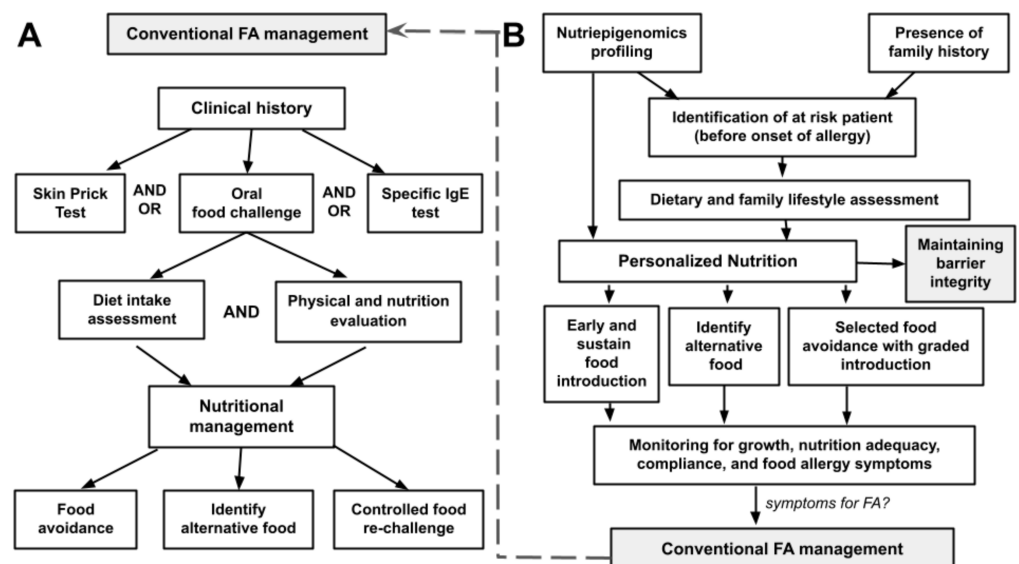 A
Conventional FA management
Clinical history
Skin Prick
Test
AND
OR
Oral
food challenge
AND
OR
Specific IgE
test
Diet intake
assessment
AND
Physical and nutrition
evaluation
Nutritional
management
Food
avoidance
Identify
alternative food
Controlled food
re-challenge
B
Nutriepigenomics
profiling
Presence of
family history
Identification of at risk patient
(before onset of allergy)
Dietary and family lifestyle assessment
Personalized Nutrition
Maintaining
barrier
integrity
Early and
sustain
food
introduction
Identify
alternative
food
Selected food
avoidance with graded
introduction
Monitoring for growth, nutrition adequacy,
compliance, and food allergy symptoms
symptoms for FA?
Conventional FA management